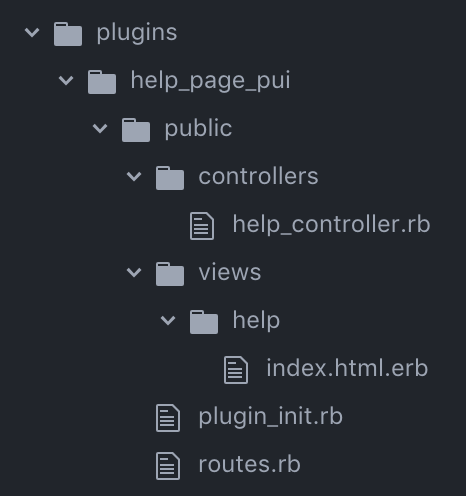 plugins
help_page_pui
public
controllers
help_controller.rb
views
help
index.html.erb
plugin_init.rb
routes.rb